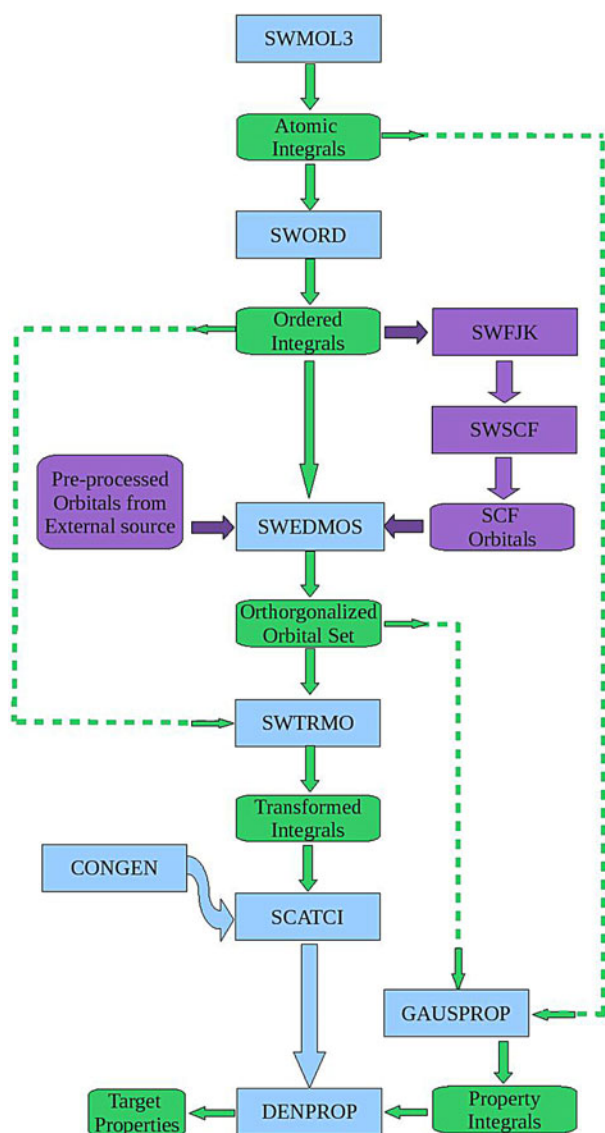 SWMOL3
Atomic
Integrals
SWORD
Ordered
Integrals
SWFJK
SWSCF
Pre-processed
Orbitals from
External source
SWEDMOS
SCF
Orbitals
Orthorgonalized
Orbital Set
SWTRMO
Transformed
Integrals
CONGEN
SCATCI
GAUSPROP
Target
Properties
DENPROP
Property
Integrals